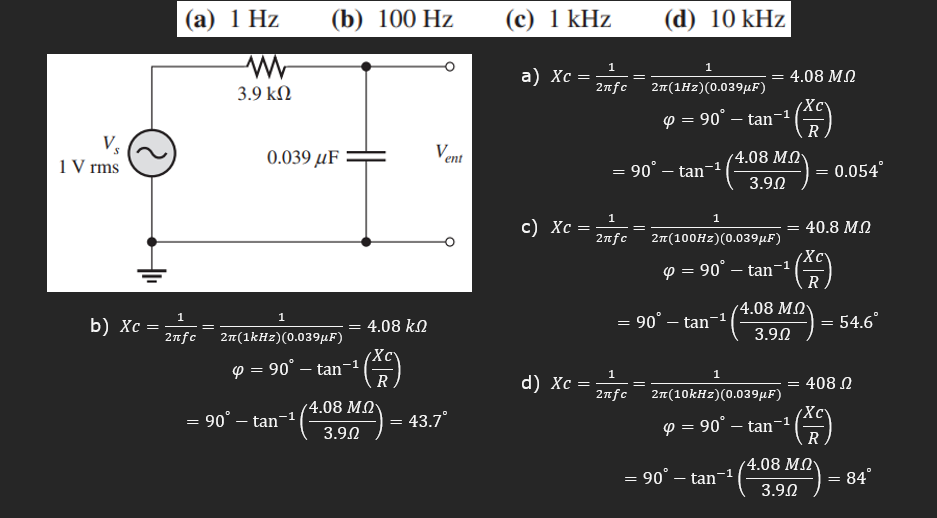 (a) 1 Hz (b) 100 Hz (c) 1 kHz (d) 10 kHz
3.9 kΩ
V_s
1 V rms
0.039 μF
V_ent
a) Xc = 1/(2πfc) = 1/(2π(1Hz)(0.039μF)) = 4.08 MΩ
φ = 90° − tan⁻¹(Xc/R)
= 90° − tan⁻¹(4.08 MΩ/3.9Ω) = 0.054°
c) Xc = 1/(2πfc) = 1/(2π(100Hz)(0.039μF)) = 40.8 MΩ
φ = 90° − tan⁻¹(Xc/R)
= 90° − tan⁻¹(4.08 MΩ/3.9Ω) = 54.6°
b) Xc = 1/(2πfc) = 1/(2π(1kHz)(0.039μF)) = 4.08 kΩ
φ = 90° − tan⁻¹(Xc/R)
= 90° − tan⁻¹(4.08 MΩ/3.9Ω) = 43.7°
d) Xc = 1/(2πfc) = 1/(2π(10kHz)(0.039μF)) = 408 Ω
φ = 90° − tan⁻¹(Xc/R)
= 90° − tan⁻¹(4.08 MΩ/3.9Ω) = 84°